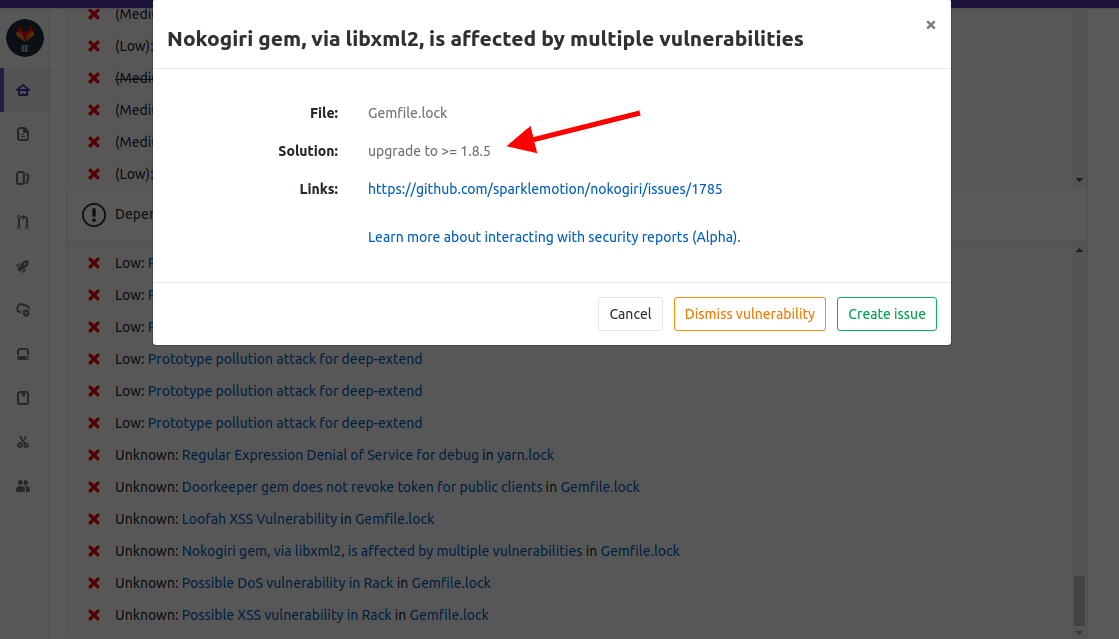 (Medi
Nokogiri gem, via libxml2, is affected by multiple vulnerabilities
×
(Low):
(Medi
(Medi
File: Gemfile.lock
(Medi
Solution: upgrade to >= 1.8.5
(Low):
Links: https://github.com/sparklemotion/nokogiri/issues/1785
Depen
Learn more about interacting with security reports (Alpha).
Low: P
Low: P
Cancel Dismiss vulnerability Create issue
Low: P
Low: Prototype pollution attack for deep-extend
Low: Prototype pollution attack for deep-extend
Low: Prototype pollution attack for deep-extend
Unknown: Regular Expression Denial of Service for debug in yarn.lock
Unknown: Doorkeeper gem does not revoke token for public clients in Gemfile.lock
Unknown: Loofah XSS Vulnerability in Gemfile.lock
Unknown: Nokogiri gem, via libxml2, is affected by multiple vulnerabilities in Gemfile.lock
Unknown: Possible DoS vulnerability in Rack in Gemfile.lock
Unknown: Possible XSS vulnerability in Rack in Gemfile.lock